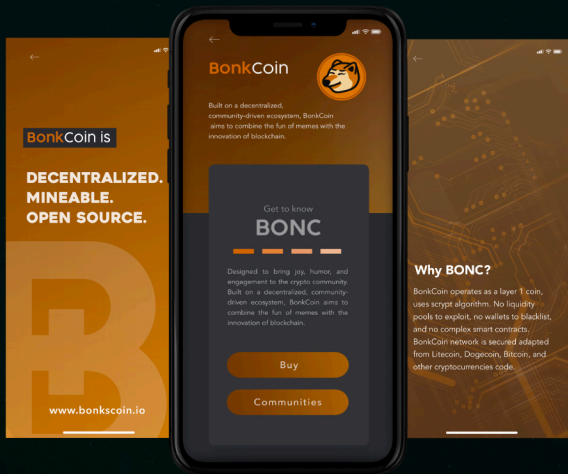 BonkCoin is
DECENTRALIZED.
MINEABLE.
OPEN SOURCE.
www.bonkscoin.io
BonkCoin
Built on a decentralized,
community-driven ecosystem, BonkCoin
aims to combine the fun of memes with the
innovation of blockchain.
Get to know
BONC
Designed to bring joy, humor, and
engagement to the crypto community.
Built on a decentralized, community-
driven ecosystem, BonkCoin aims to
combine the fun of memes with the
innovation of blockchain.
Buy
Communities
Why BONC?
BonkCoin operates as a layer 1 coin,
uses scrypt algorithm. No liquidity
pools to exploit, no wallets to blacklist,
and no complex smart contracts.
BonkCoin network is secured adapted
from Litecoin, Dogecoin, Bitcoin, and
other cryptocurrencies code.